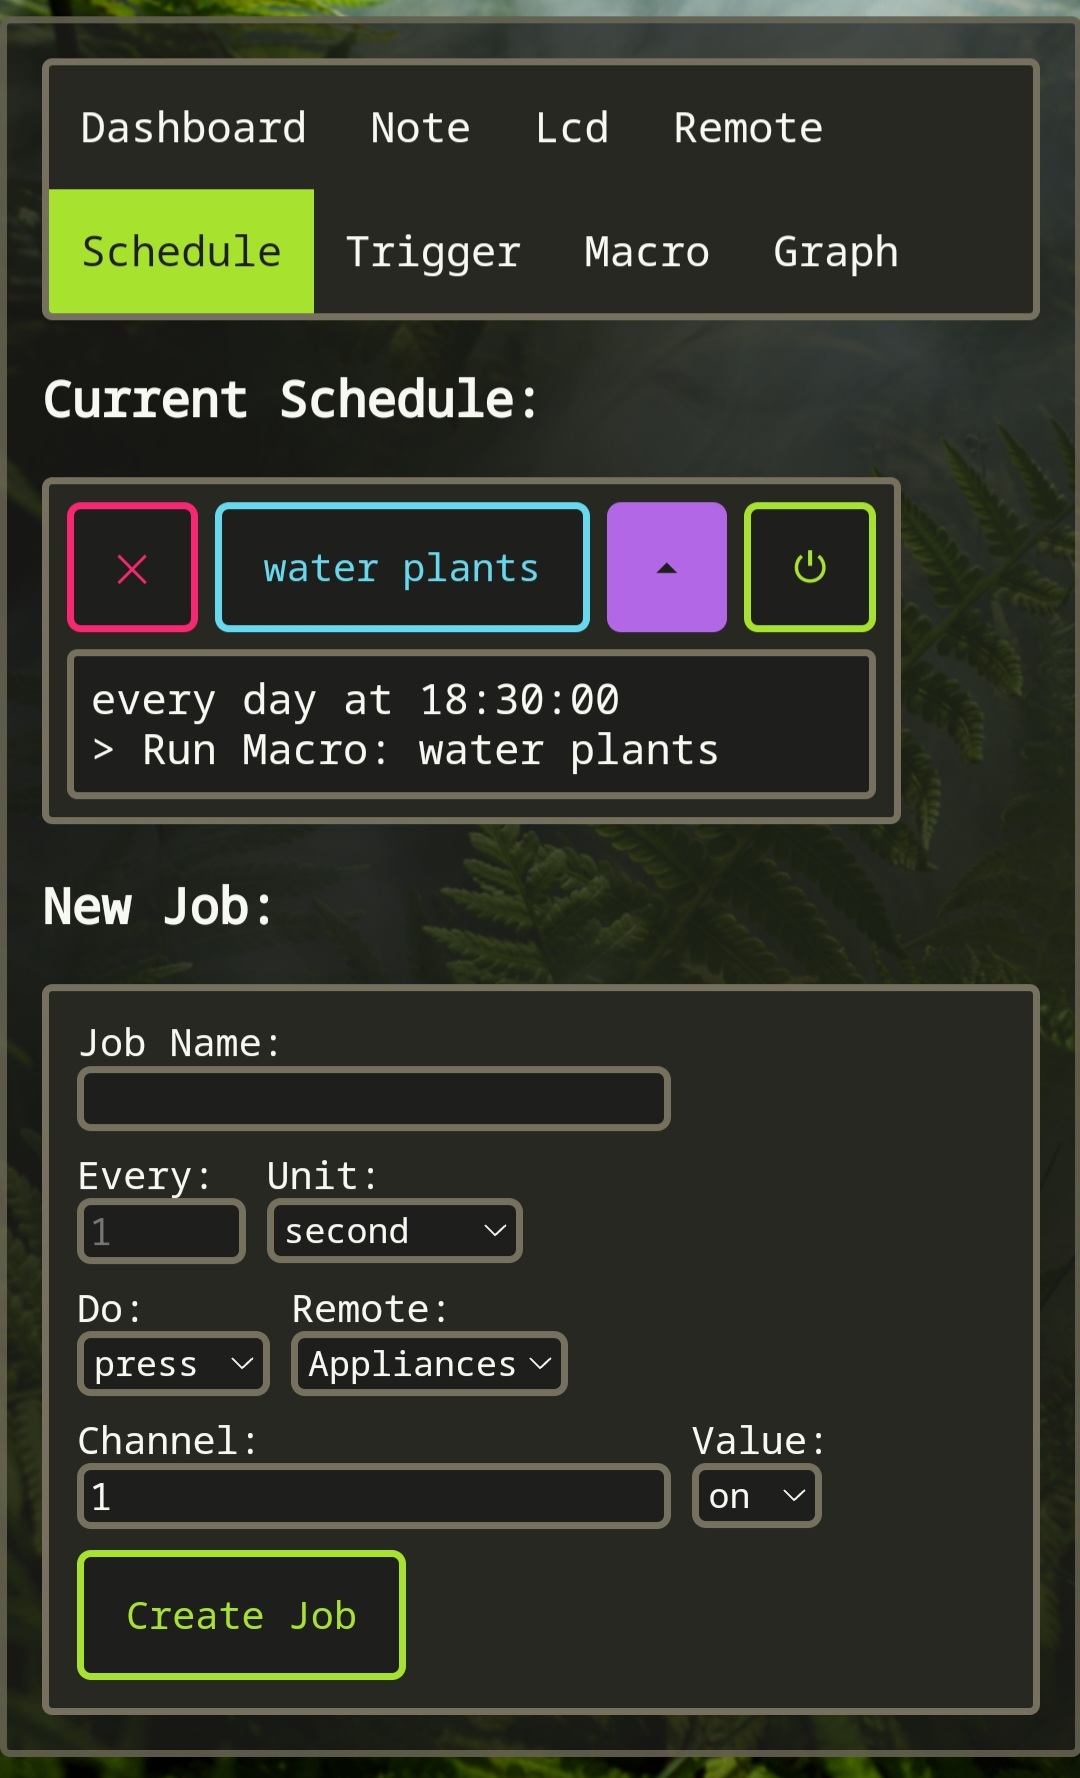 Dashboard Note Lcd Remote
Schedule Trigger Macro Graph
Current Schedule:
water plants
every day at 18:30:00
> Run Macro: water plants
New Job:
Job Name:
Every: Unit:
1 second
Do: Remote:
press Appliances
Channel: Value:
1 on
Create Job